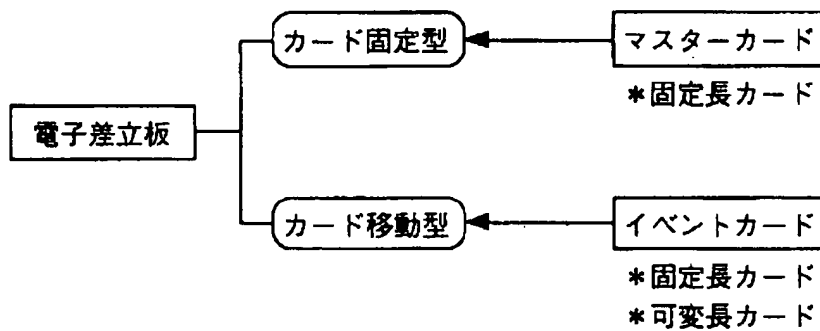 カード固定型
マスターカード
*固定長カード
電子差立板
カード移動型
イベントカード
*固定長カード
*可変長カード